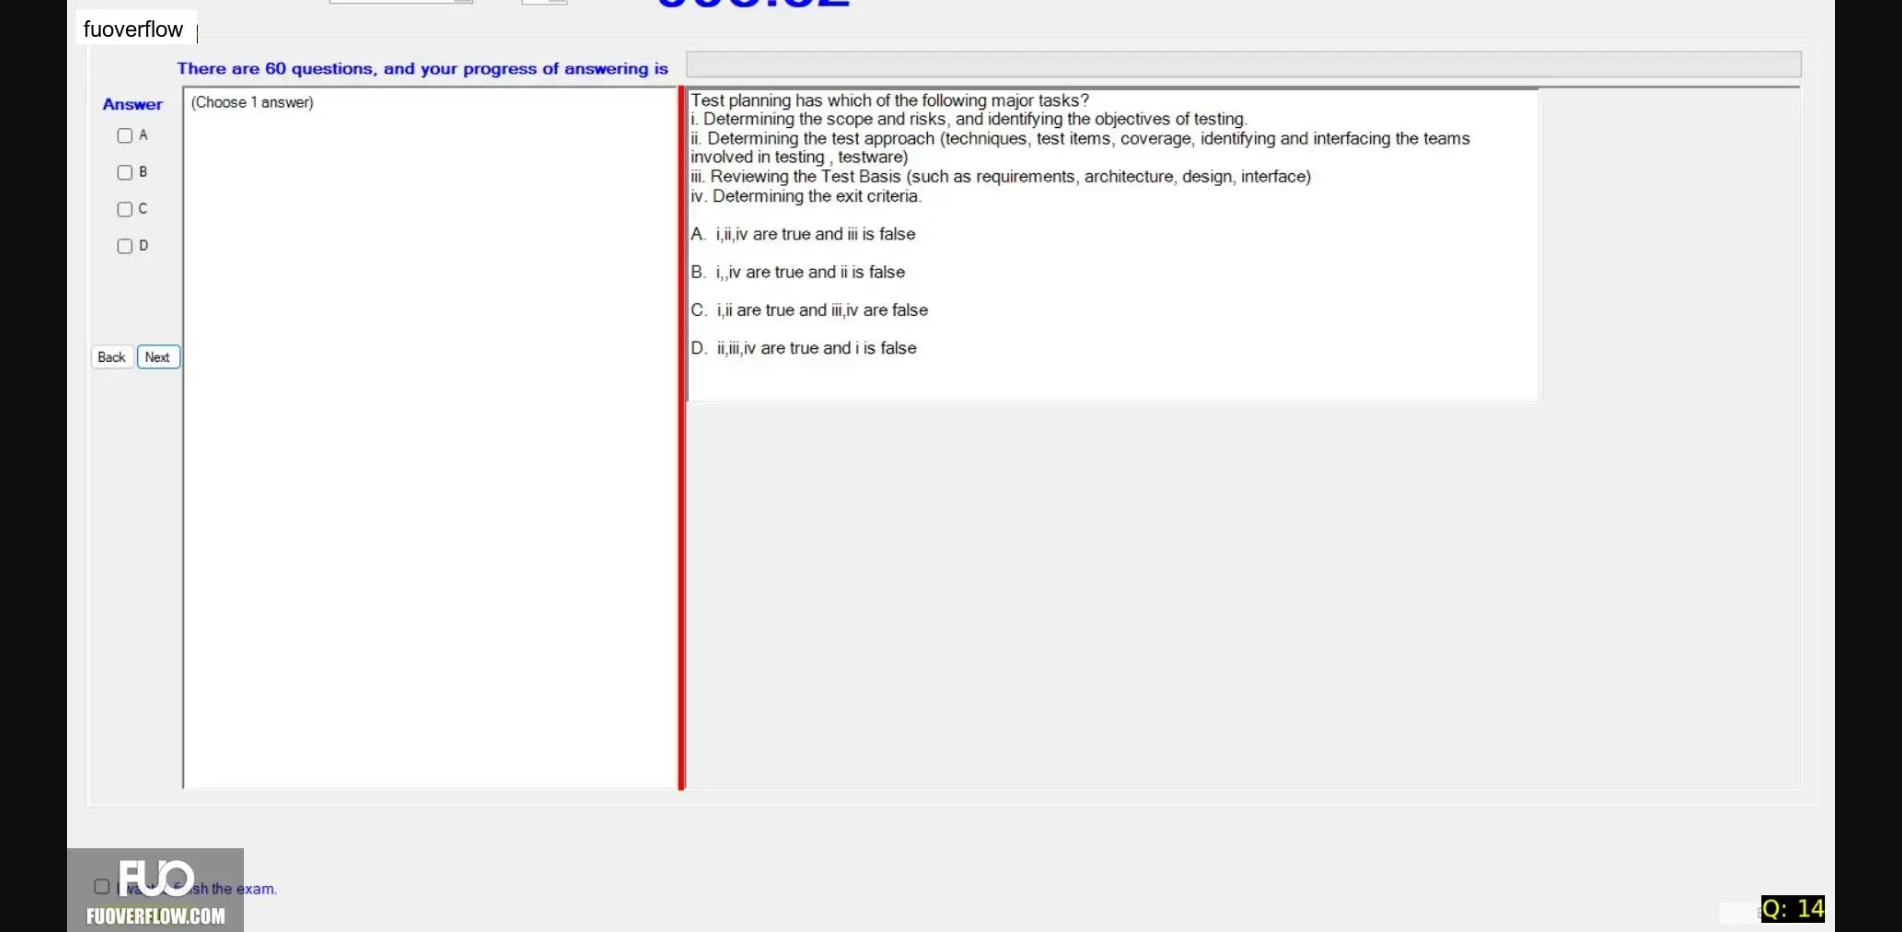 fuoverflow
There are 60 questions, and your progress of answering is
Answer
(Choose 1 answer)
A
B
C
D
Back Next
Test planning has which of the following major tasks?
i. Determining the scope and risks, and identifying the objectives of testing.
ii. Determining the test approach (techniques, test items, coverage, identifying and interfacing the teams
involved in testing , testware)
iii. Reviewing the Test Basis (such as requirements, architecture, design, interface)
iv. Determining the exit criteria.
A. i,ii,iv are true and iii is false
B. i,,iv are true and ii is false
C. i,ii are true and iii,iv are false
D. ii,iii,iv are true and i is false
FUO
the exam.
FUOVERFLOW.COM
Q: 14